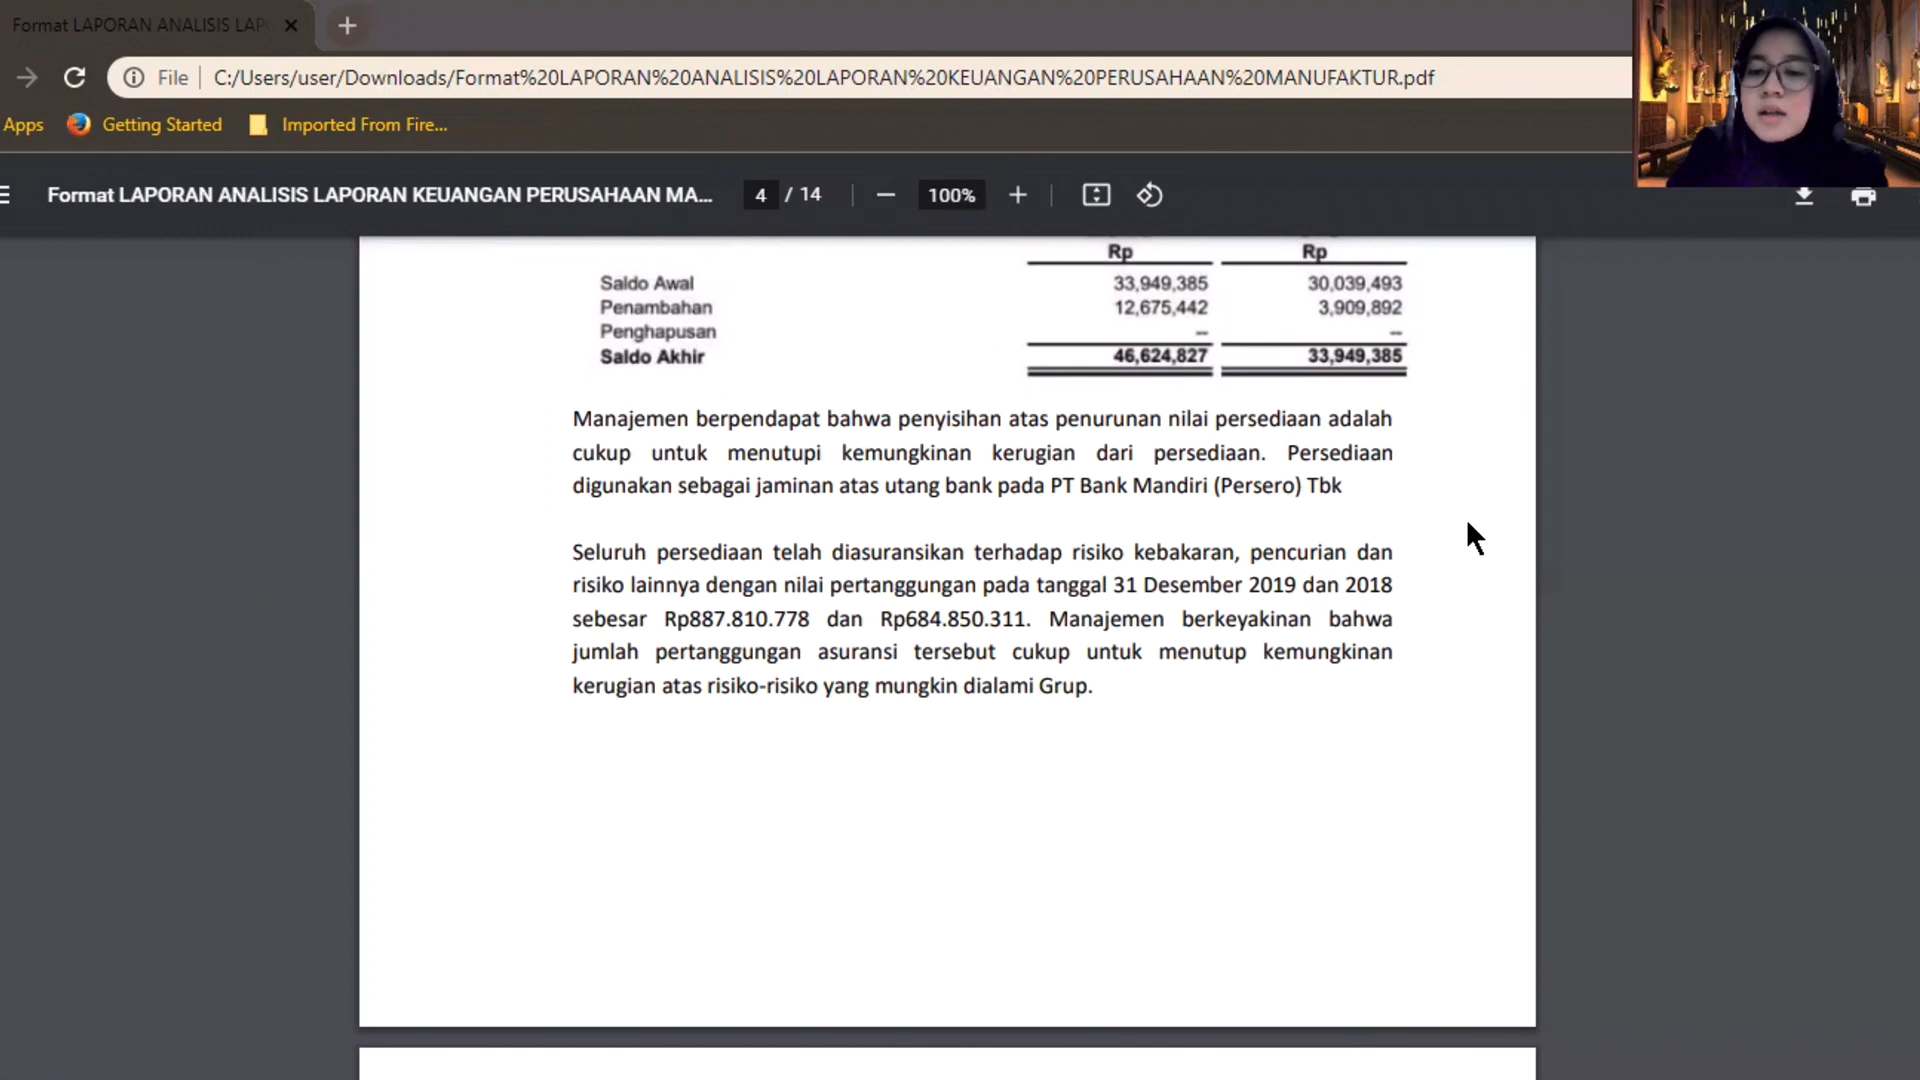 Format LAPORAN ANALISIS LAP
File
C:/Users/user/Downloads/Format%20LAPORAN%20ANALISIS%20LAPORAN%20KEUANGAN%20PERUSAHAAN%20MANUFAKTUR.pdf
Apps Getting Started Imported From Fire...
Format LAPORAN ANALISIS LAPORAN KEUANGAN PERUSAHAAN MA... 4 / 14 100%
Rp Rp
Saldo Awal 33,949,385 30,039,493
Penambahan 12,675,442 3,909,892
Penghapusan – –
Saldo Akhir 46,624,827 33,949,385
Manajemen berpendapat bahwa penyisihan atas penurunan nilai persediaan adalah
cukup untuk menutupi kemungkinan kerugian dari persediaan. Persediaan
digunakan sebagai jaminan atas utang bank pada PT Bank Mandiri (Persero) Tbk
Seluruh persediaan telah diasuransikan terhadap risiko kebakaran, pencurian dan
risiko lainnya dengan nilai pertanggungan pada tanggal 31 Desember 2019 dan 2018
sebesar Rp887.810.778 dan Rp684.850.311. Manajemen berkeyakinan bahwa
jumlah pertanggungan asuransi tersebut cukup untuk menutup kemungkinan
kerugian atas risiko-risiko yang mungkin dialami Grup.